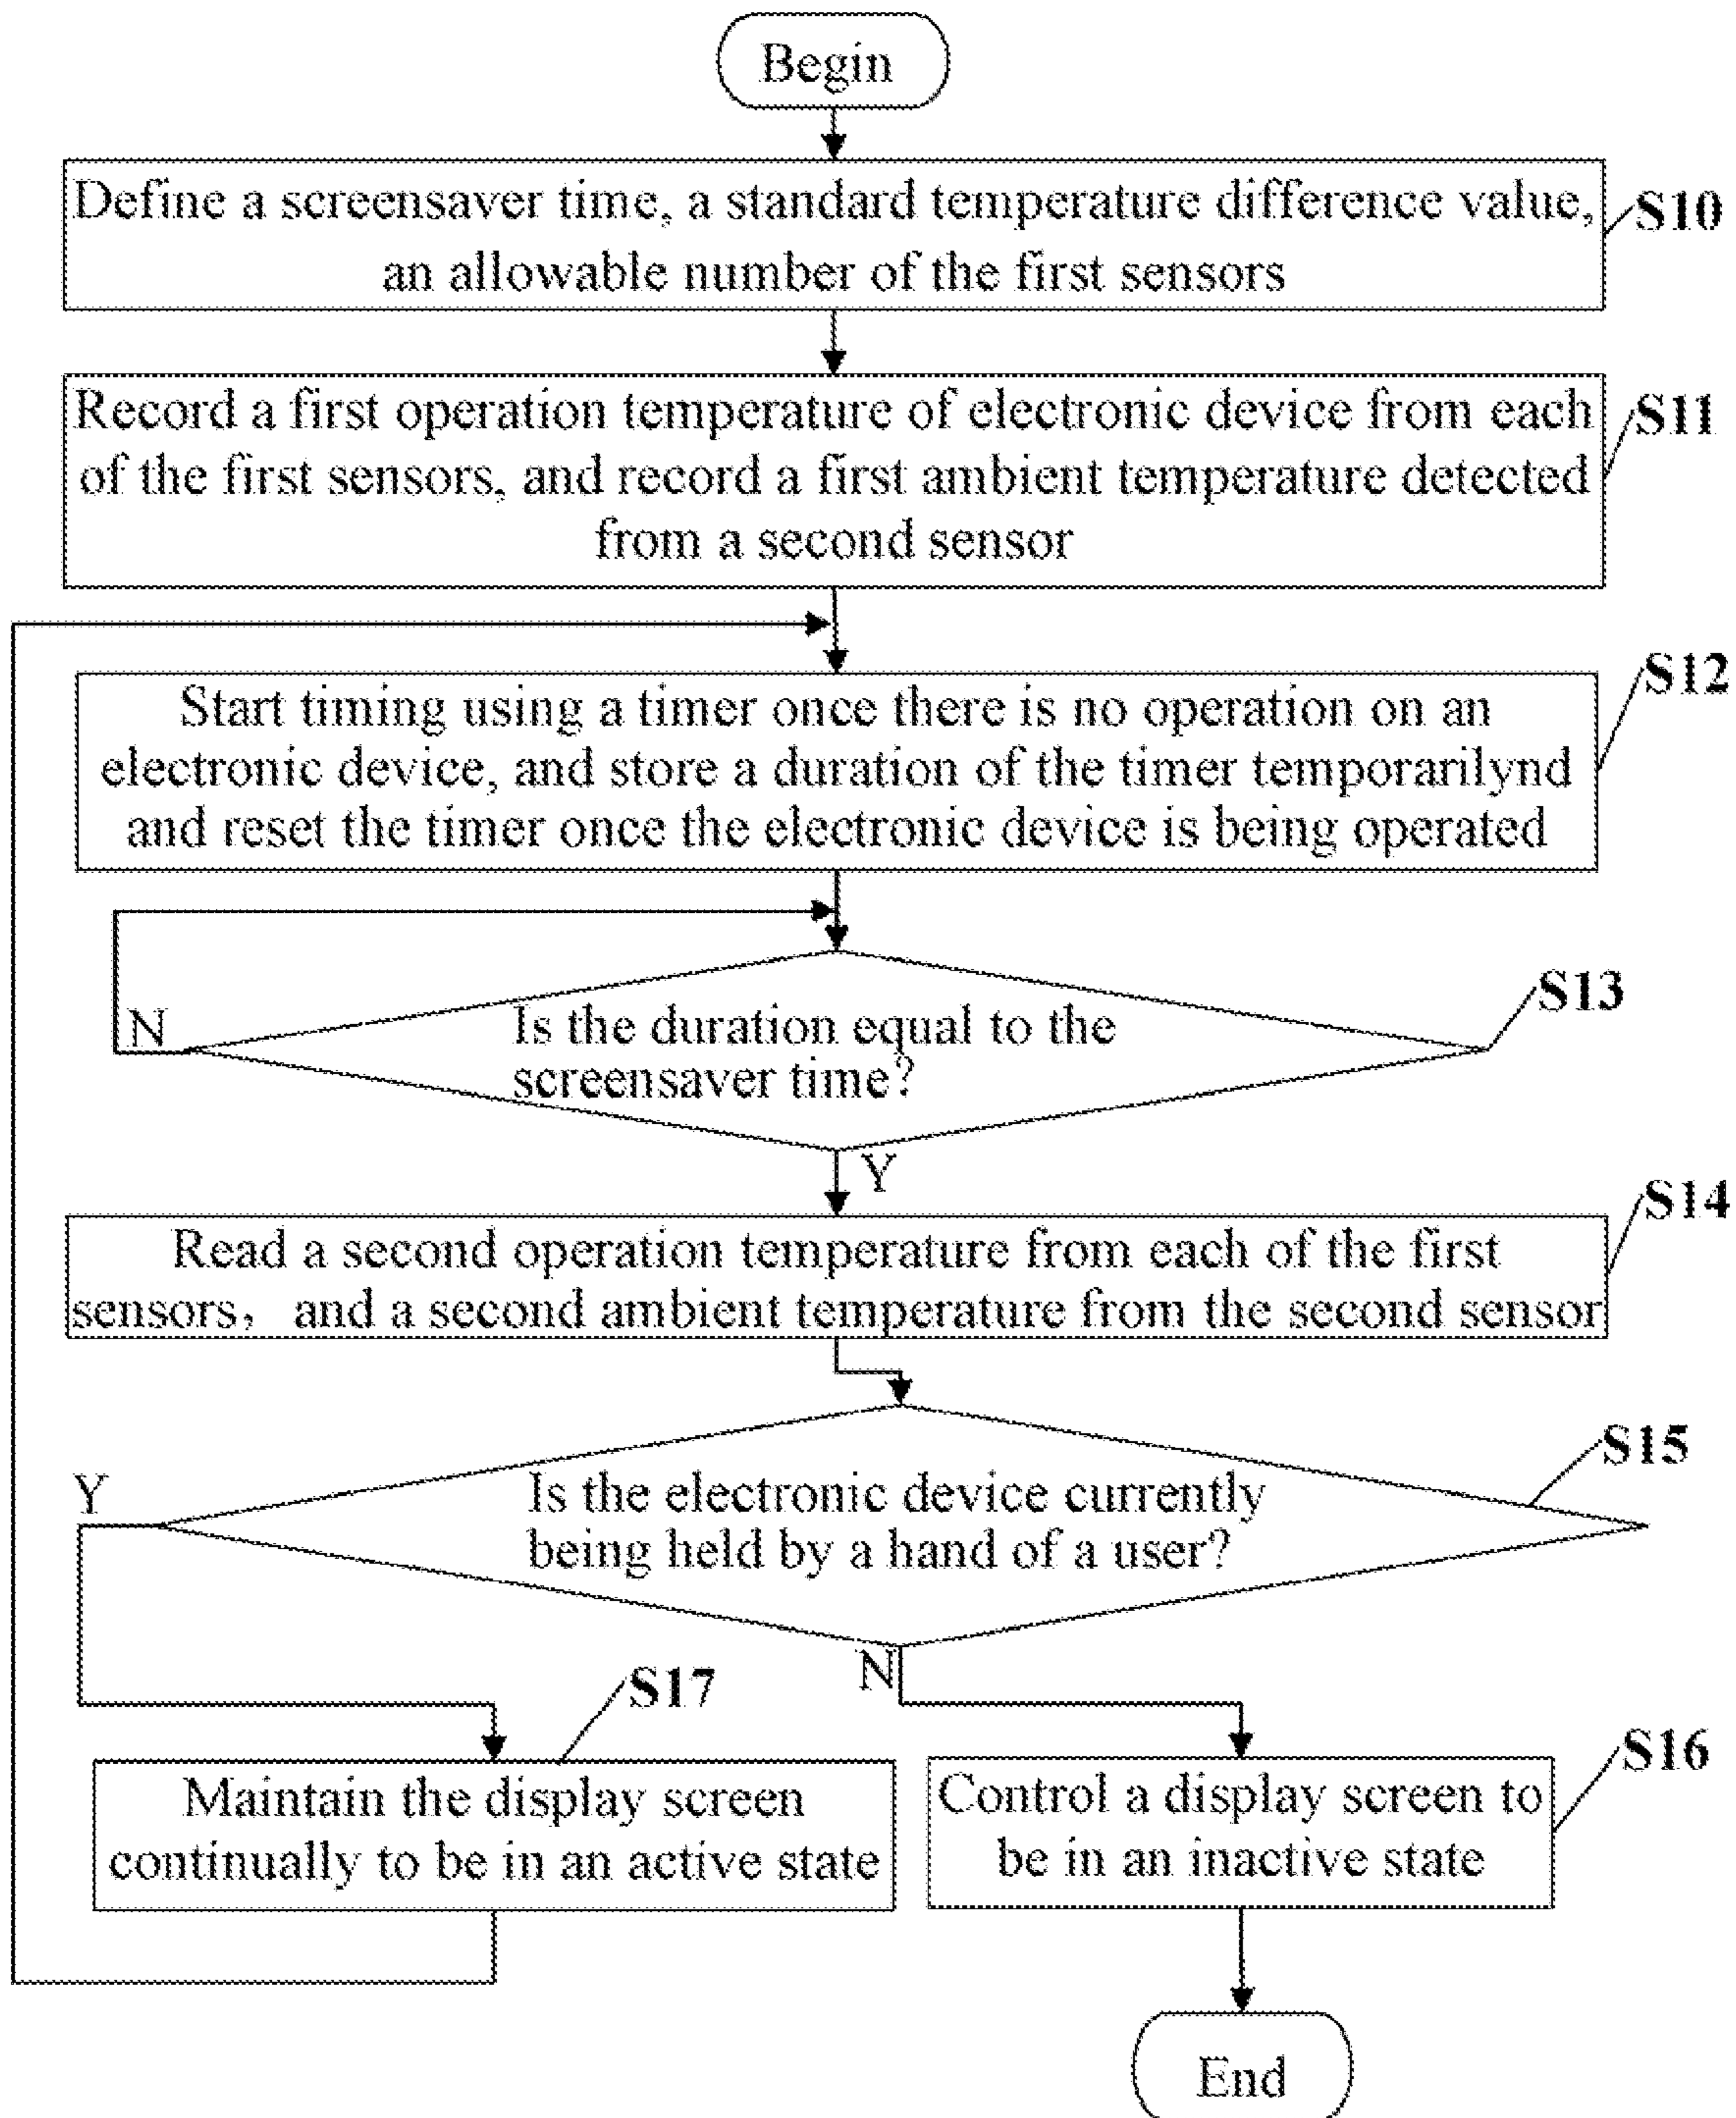 Begin
Define a screensaver time, a standard temperature difference value,
an allowable number of the first sensors
S10
Record a first operation temperature of electronic device from each
of the first sensors, and record a first ambient temperature detected
from a second sensor
S11
Start timing using a timer once there is no operation on an
electronic device, and store a duration of the timer temporarilynd
and reset the timer once the electronic device is being operated
S12
Is the duration equal to the
screensaver time?
S13
N
Y
Read a second operation temperature from each of the first
sensors, and a second ambient temperature from the second sensor
S14
Is the electronic device currently
being held by a hand of a user?
S15
Y
N
S17
Maintain the display screen
continually to be in an active state
Control a display screen to
be in an inactive state
S16
End